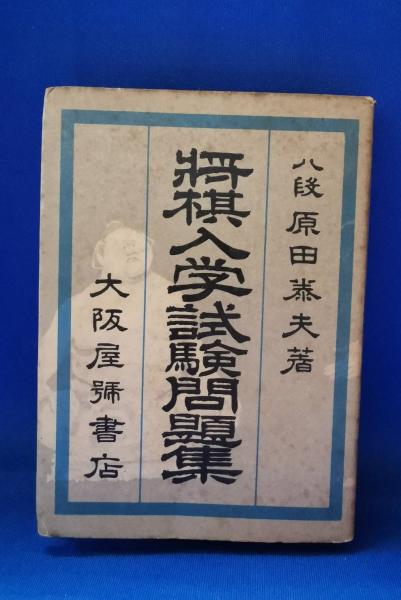 八段 原田泰夫著
将棋入学試験問題集
大阪屋號書店